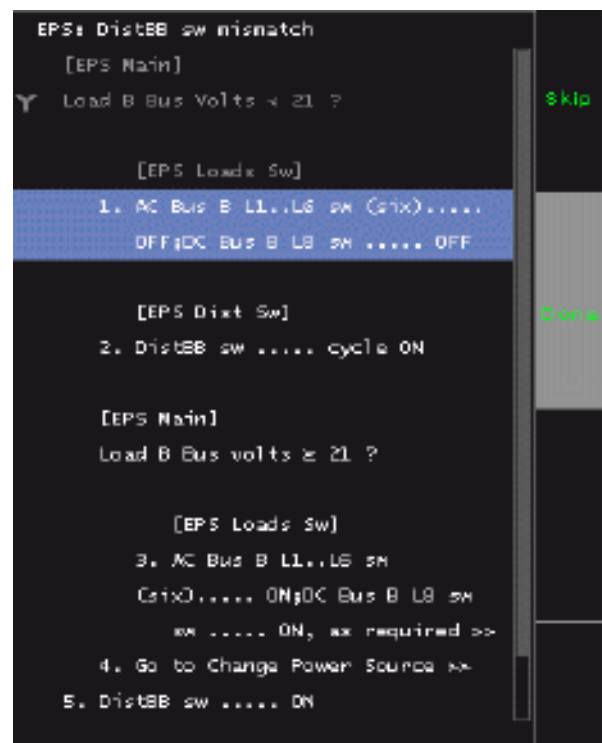 EPS: DistBB sw mismatch
[EPS Main]
Y Load B Bus Volts < 21 ?
Skip
[EPS Loads Sw]
1. AC Bus B L1..L6 sw (six).....
OFF;DC Bus B L8 sw ..... OFF
[EPS Dist Sw]
Done
2. DistBB sw ..... cycle ON
[EPS Main]
Load B Bus volts ≥ 21 ?
[EPS Loads Sw]
3. AC Bus B L1..L6 sw
(six)..... ON;DC Bus B L8 sw
sw ..... ON, as required >>
4. Go to Change Power Source >>
5. DistBB sw ..... ON